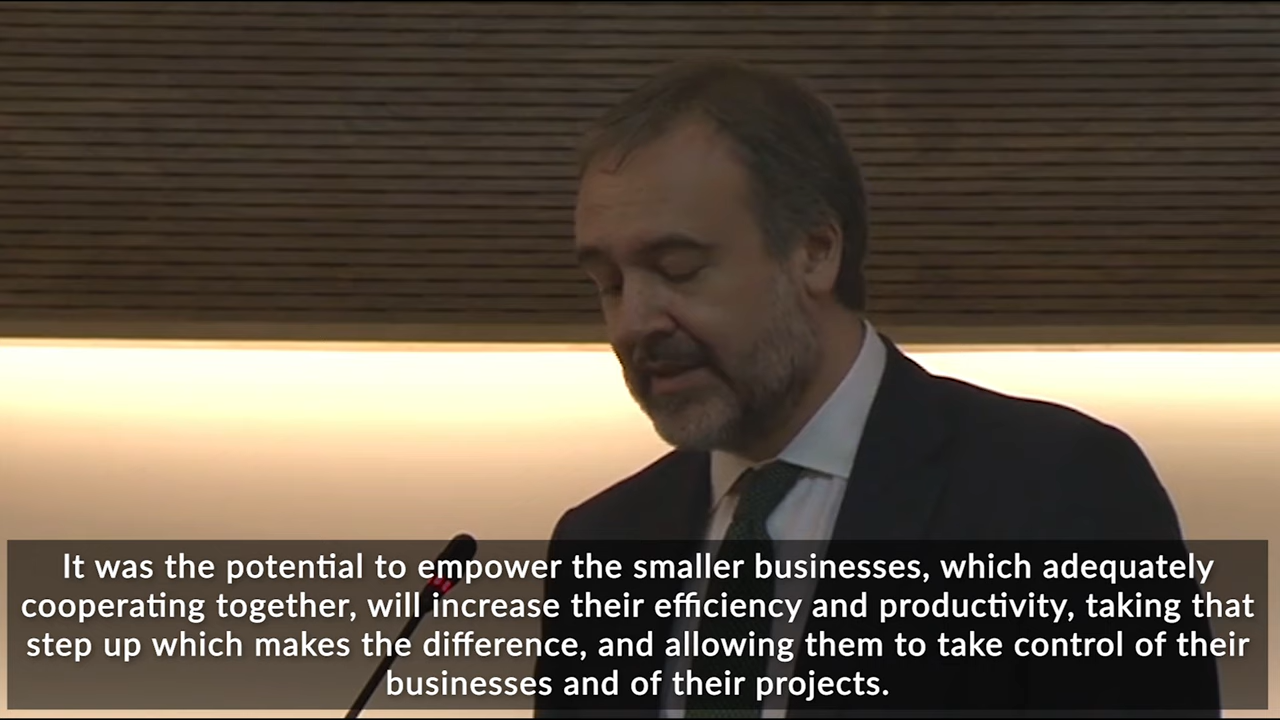 It was the potential to empower the smaller businesses, which adequately
cooperating together, will increase their efficiency and productivity, taking that
step up which makes the difference, and allowing them to take control of their
businesses and of their projects.